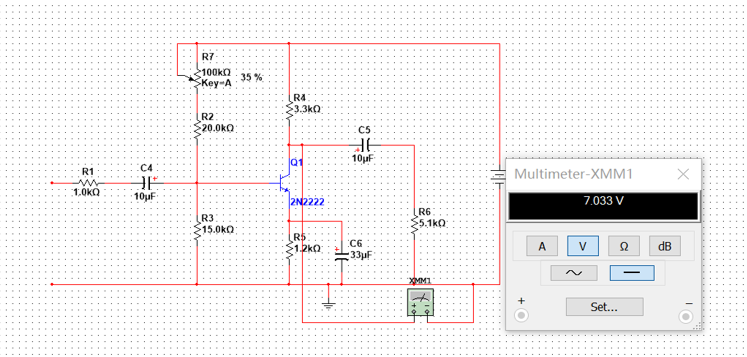 R7
100kΩ
Key=A
35 %
R2
20.0kΩ
R4
3.3kΩ
C5
10µF
R1
1.0kΩ
C4
10µF
Q1
2N2222
R3
15.0kΩ
R5
1.2kΩ
C6
33µF
R6
5.1kΩ
XMM1
Multimeter-XMM1
7.033 V
A
V
Ω
dB
Set...